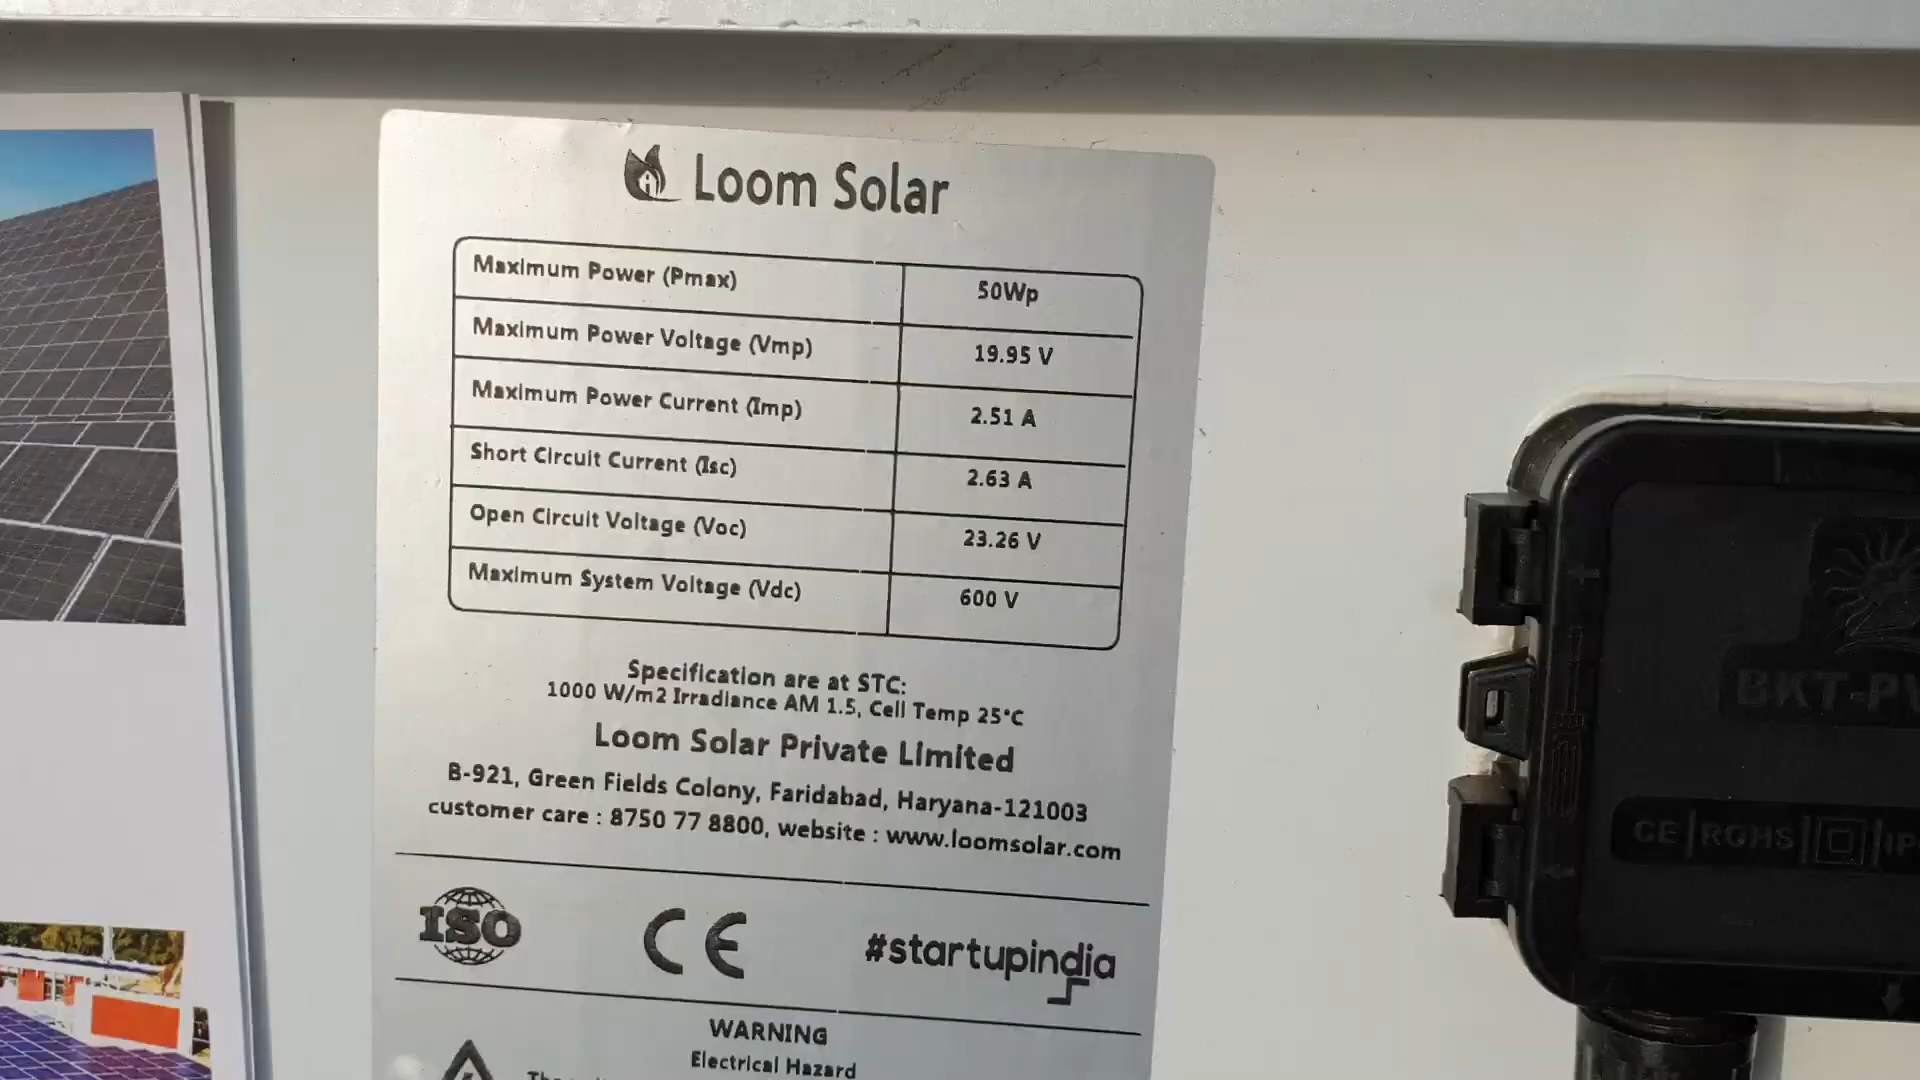 Loom Solar
Maximum Power (Pmax) 50Wp
Maximum Power Voltage (Vmp) 19.95 V
Maximum Power Current (Imp) 2.51 A
Short Circuit Current (Isc) 2.63 A
Open Circuit Voltage (Voc) 23.26 V
Maximum System Voltage (Vdc) 600 V
Specification are at STC:
1000 W/m2 Irradiance AM 1.5, Cell Temp 25°C
Loom Solar Private Limited
B-921, Green Fields Colony, Faridabad, Haryana-121003
customer care : 8750 77 8800, website : www.loomsolar.com
ISO CE #startupindia
WARNING
Electrical Hazard
BKT-PV
CE|ROHS| |IP